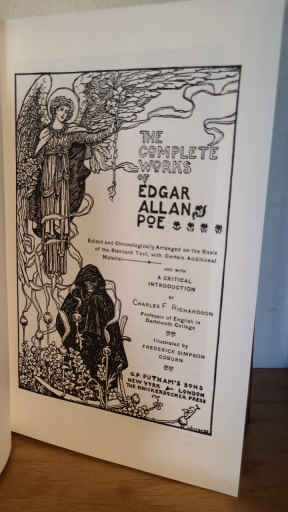 THE
COMPLETE
WORKS
OF
EDGAR
ALLAN
POE
Edited and Chronologically Arranged on the Basis
of the Standard Text, with Certain Additional
Material
AND WITH
A CRITICAL
INTRODUCTION
BY
CHARLES F. RICHARDSON
Professor of English in
Dartmouth College
Illustrated by
FREDERICK SIMPSON
COBURN
G.P. PUTNAM'S SONS
NEW YORK LONDON
THE KNICKERBOCKER PRESS